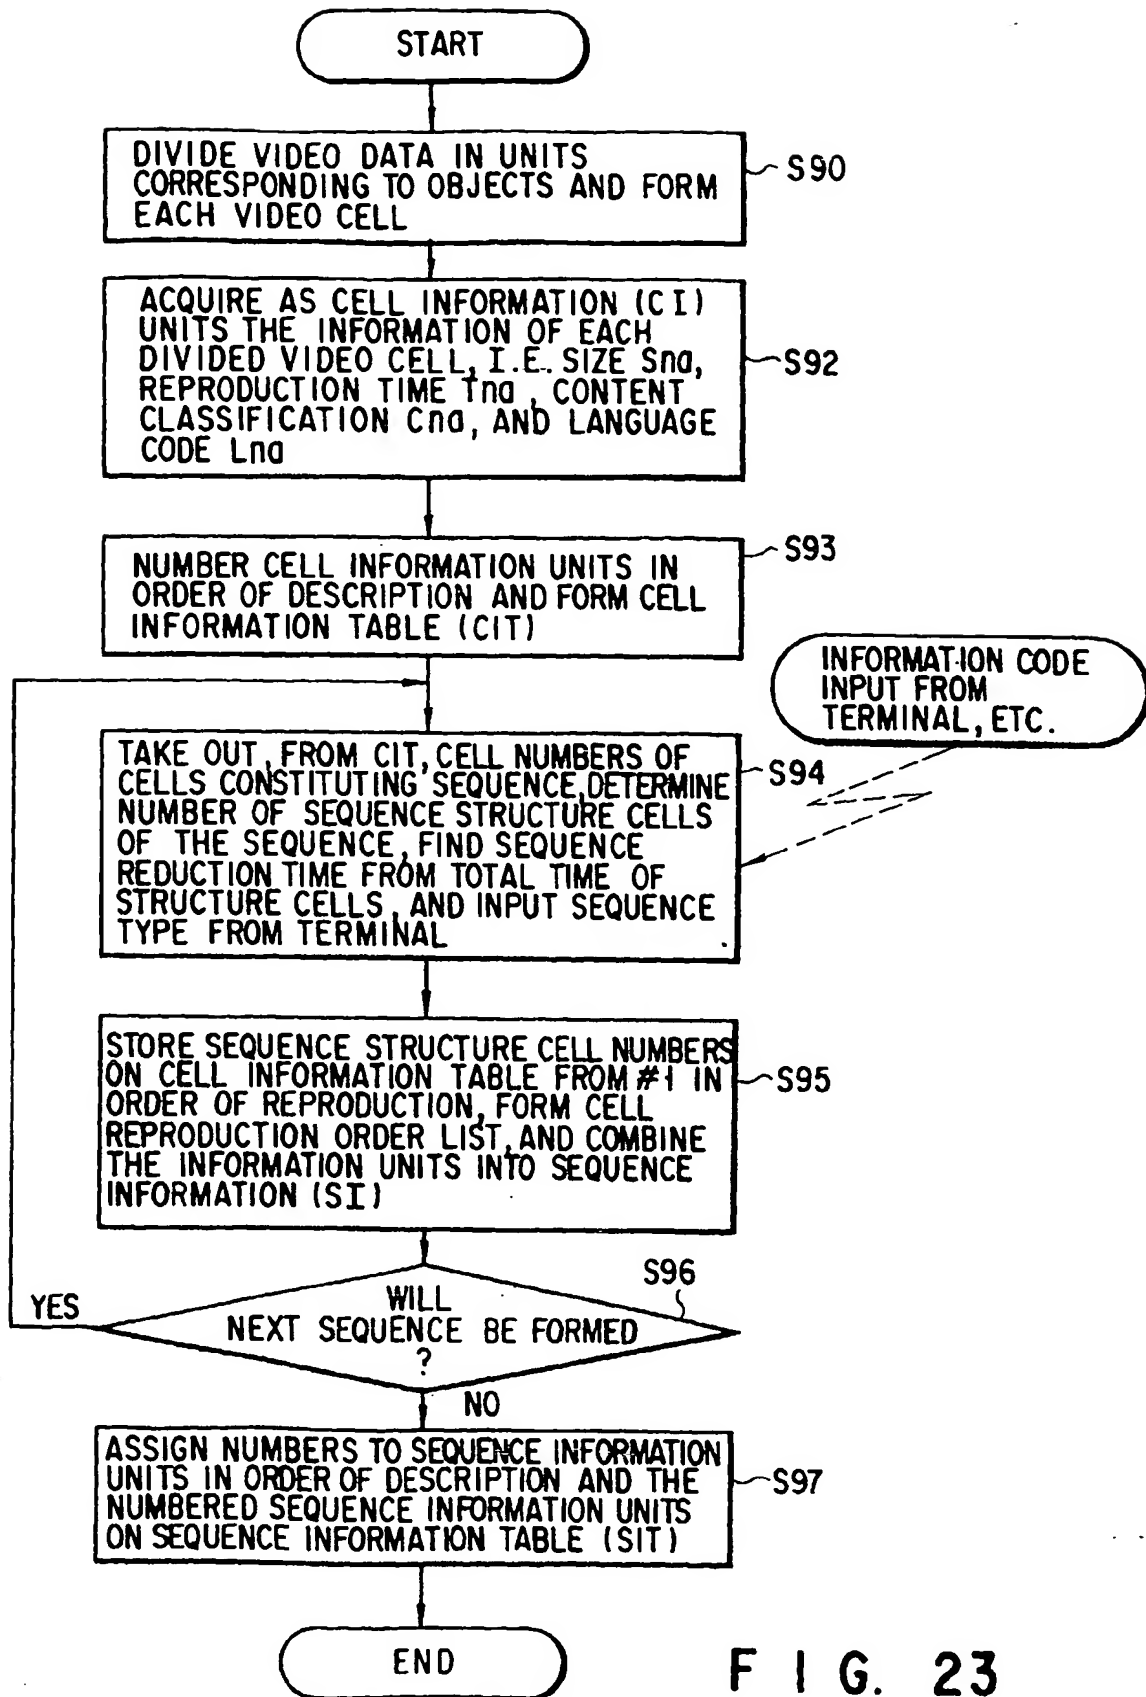 START
DIVIDE VIDEO DATA IN UNITS
CORRESPONDING TO OBJECTS AND FORM
EACH VIDEO CELL
S90
ACQUIRE AS CELL INFORMATION (CI)
UNITS THE INFORMATION OF EACH
DIVIDED VIDEO CELL, I.E. SIZE Sna,
REPRODUCTION TIME Tna, CONTENT
CLASSIFICATION Cna, AND LANGUAGE
CODE Lna
S92
NUMBER CELL INFORMATION UNITS IN
ORDER OF DESCRIPTION AND FORM CELL
INFORMATION TABLE (CIT)
S93
INFORMATION CODE
INPUT FROM
TERMINAL, ETC.
TAKE OUT, FROM CIT, CELL NUMBERS OF
CELLS CONSTITUTING SEQUENCE, DETERMINE
NUMBER OF SEQUENCE STRUCTURE CELLS
OF THE SEQUENCE, FIND SEQUENCE
REDUCTION TIME FROM TOTAL TIME OF
STRUCTURE CELLS, AND INPUT SEQUENCE
TYPE FROM TERMINAL
S94
STORE SEQUENCE STRUCTURE CELL NUMBERS
ON CELL INFORMATION TABLE FROM #1 IN
ORDER OF REPRODUCTION, FORM CELL
REPRODUCTION ORDER LIST, AND COMBINE
THE INFORMATION UNITS INTO SEQUENCE
INFORMATION (SI)
S95
S96
WILL
NEXT SEQUENCE BE FORMED
?
YES
NO
ASSIGN NUMBERS TO SEQUENCE INFORMATION
UNITS IN ORDER OF DESCRIPTION AND THE
NUMBERED SEQUENCE INFORMATION UNITS
ON SEQUENCE INFORMATION TABLE (SIT)
S97
END
FIG. 23